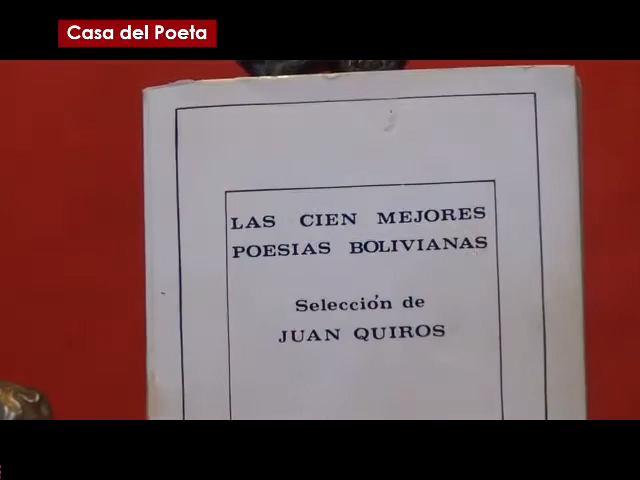 Casa del Poeta
LAS CIEN MEJORES
POESIAS BOLIVIANAS
Selección de
JUAN QUIROS